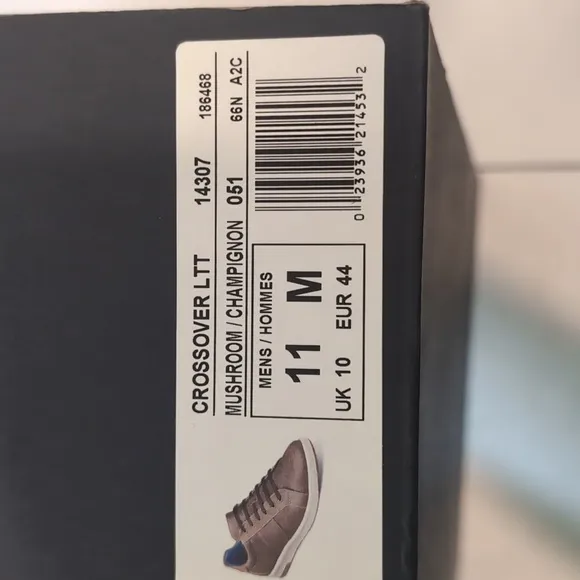 CROSSOVER LTT 14307 186468
MUSHROOM / CHAMPIGNON 051 66N A2C
MENS / HOMMES
11 M
UK 10 EUR 44
0 23936 21453 2